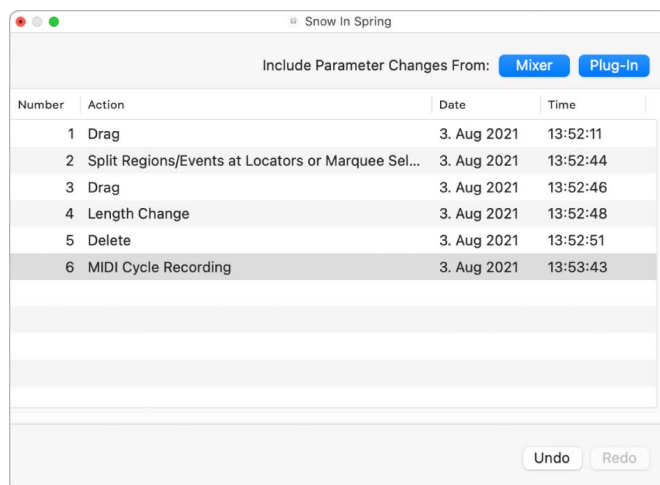 Snow In Spring
Include Parameter Changes From: Mixer Plug-In
Number Action Date Time
1 Drag 3. Aug 2021 13:52:11
2 Split Regions/Events at Locators or Marquee Sel... 3. Aug 2021 13:52:44
3 Drag 3. Aug 2021 13:52:46
4 Length Change 3. Aug 2021 13:52:48
5 Delete 3. Aug 2021 13:52:51
6 MIDI Cycle Recording 3. Aug 2021 13:53:43
Undo Redo